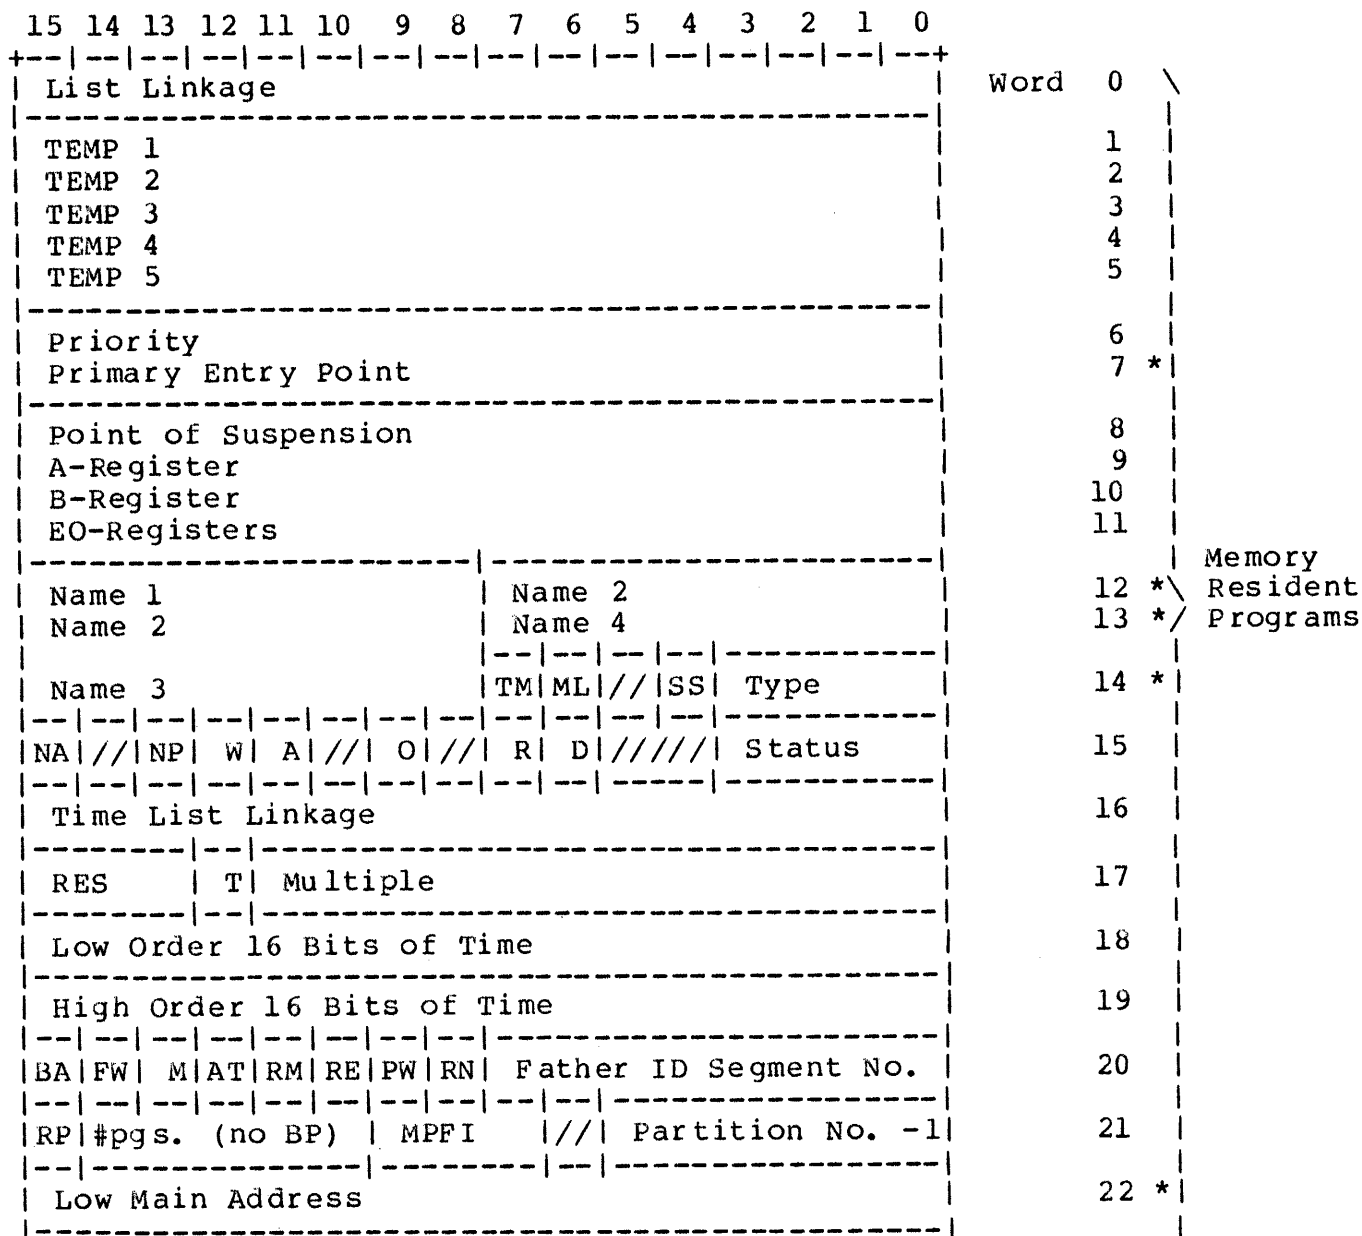 15 14 13 12 11 10 9 8 7 6 5 4 3 2 1 0
+--|--|--|--|--|--|--|--|--|--|--|--|--|--|--|--+
| List Linkage | Word 0 \
|-----------------------------------------------|
| TEMP 1 | 1 |
| TEMP 2 | 2 |
| TEMP 3 | 3 |
| TEMP 4 | 4 |
| TEMP 5 | 5 |
|-----------------------------------------------|
| Priority | 6 |
| Primary Entry Point | 7 *|
|-----------------------------------------------|
| Point of Suspension | 8 |
| A-Register | 9 |
| B-Register | 10 |
| EO-Registers | 11 |
|-----------------------|-----------------------| | Memory
| Name 1 | Name 2 | 12 *\ Resident
| Name 2 | Name 4 | 13 */ Programs
| |--|--|--|--|-----------| |
| Name 3 |TM|ML|//|SS| Type | 14 *|
|--|--|--|--|--|--|--|--|--|--|--|--|-----------| |
|NA|//|NP| W| A|//| O|//| R| D|/////| Status | 15 |
|--|--|--|--|--|--|--|--|--|--|-----|-----------| |
| Time List Linkage | 16 |
|--------|--|-----------------------------------| |
| RES | T| Multiple | 17 |
|--------|--|-----------------------------------| |
| Low Order 16 Bits of Time | 18 |
|-----------------------------------------------| |
| High Order 16 Bits of Time | 19 |
|--|--|--|--|--|--|--|--|-----------------------| |
|BA|FW| M|AT|RM|RE|PW|RN| Father ID Segment No. | 20 |
|--|--|--|--|--|--|--|--|--|--|-----------------| |
|RP|#pgs. (no BP) | MPFI |//| Partition No. -1| 21 |
|--|--------------|--------|--|-----------------| |
| Low Main Address | 22 *|
|-----------------------------------------------| |